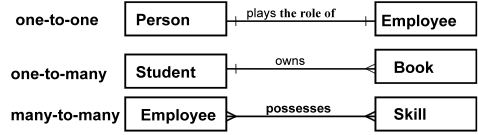 one-to-one Person plays the role of Employee
one-to-many Student owns Book
many-to-many Employee possesses Skill